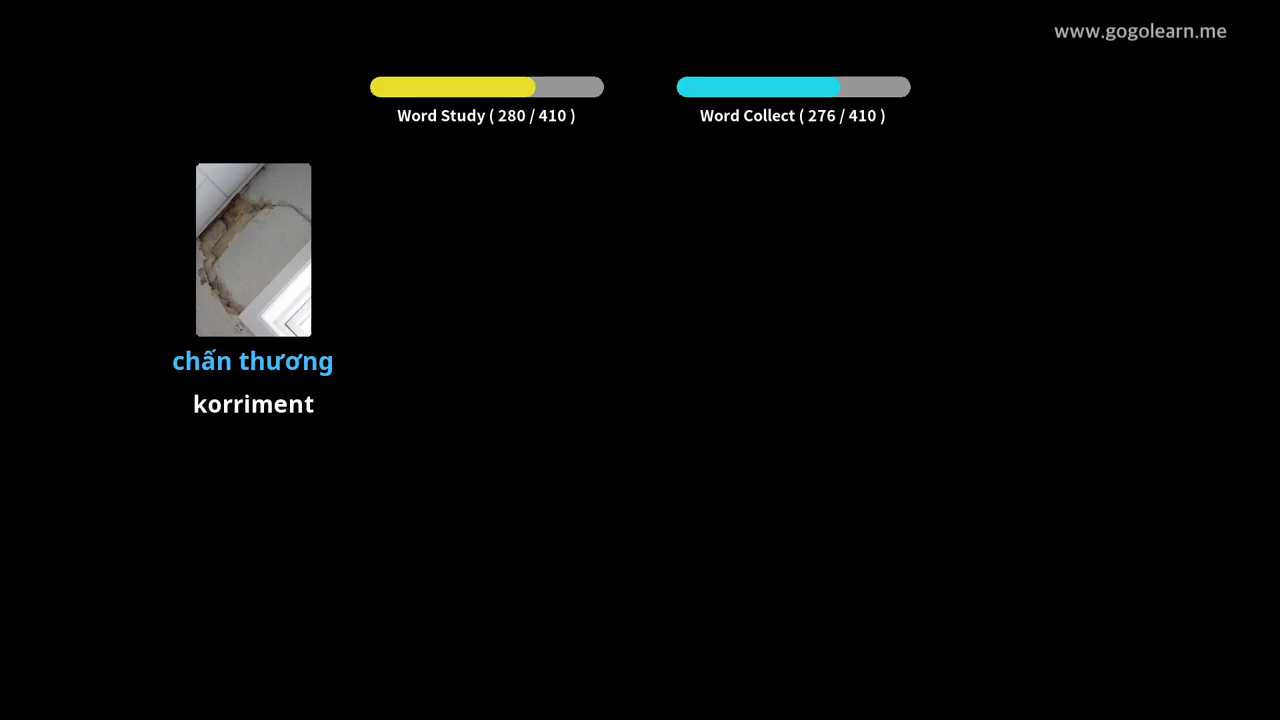 www.gogolearn.me
Word Study ( 280 / 410 )
Word Collect ( 276 / 410 )
chấn thương
korriment